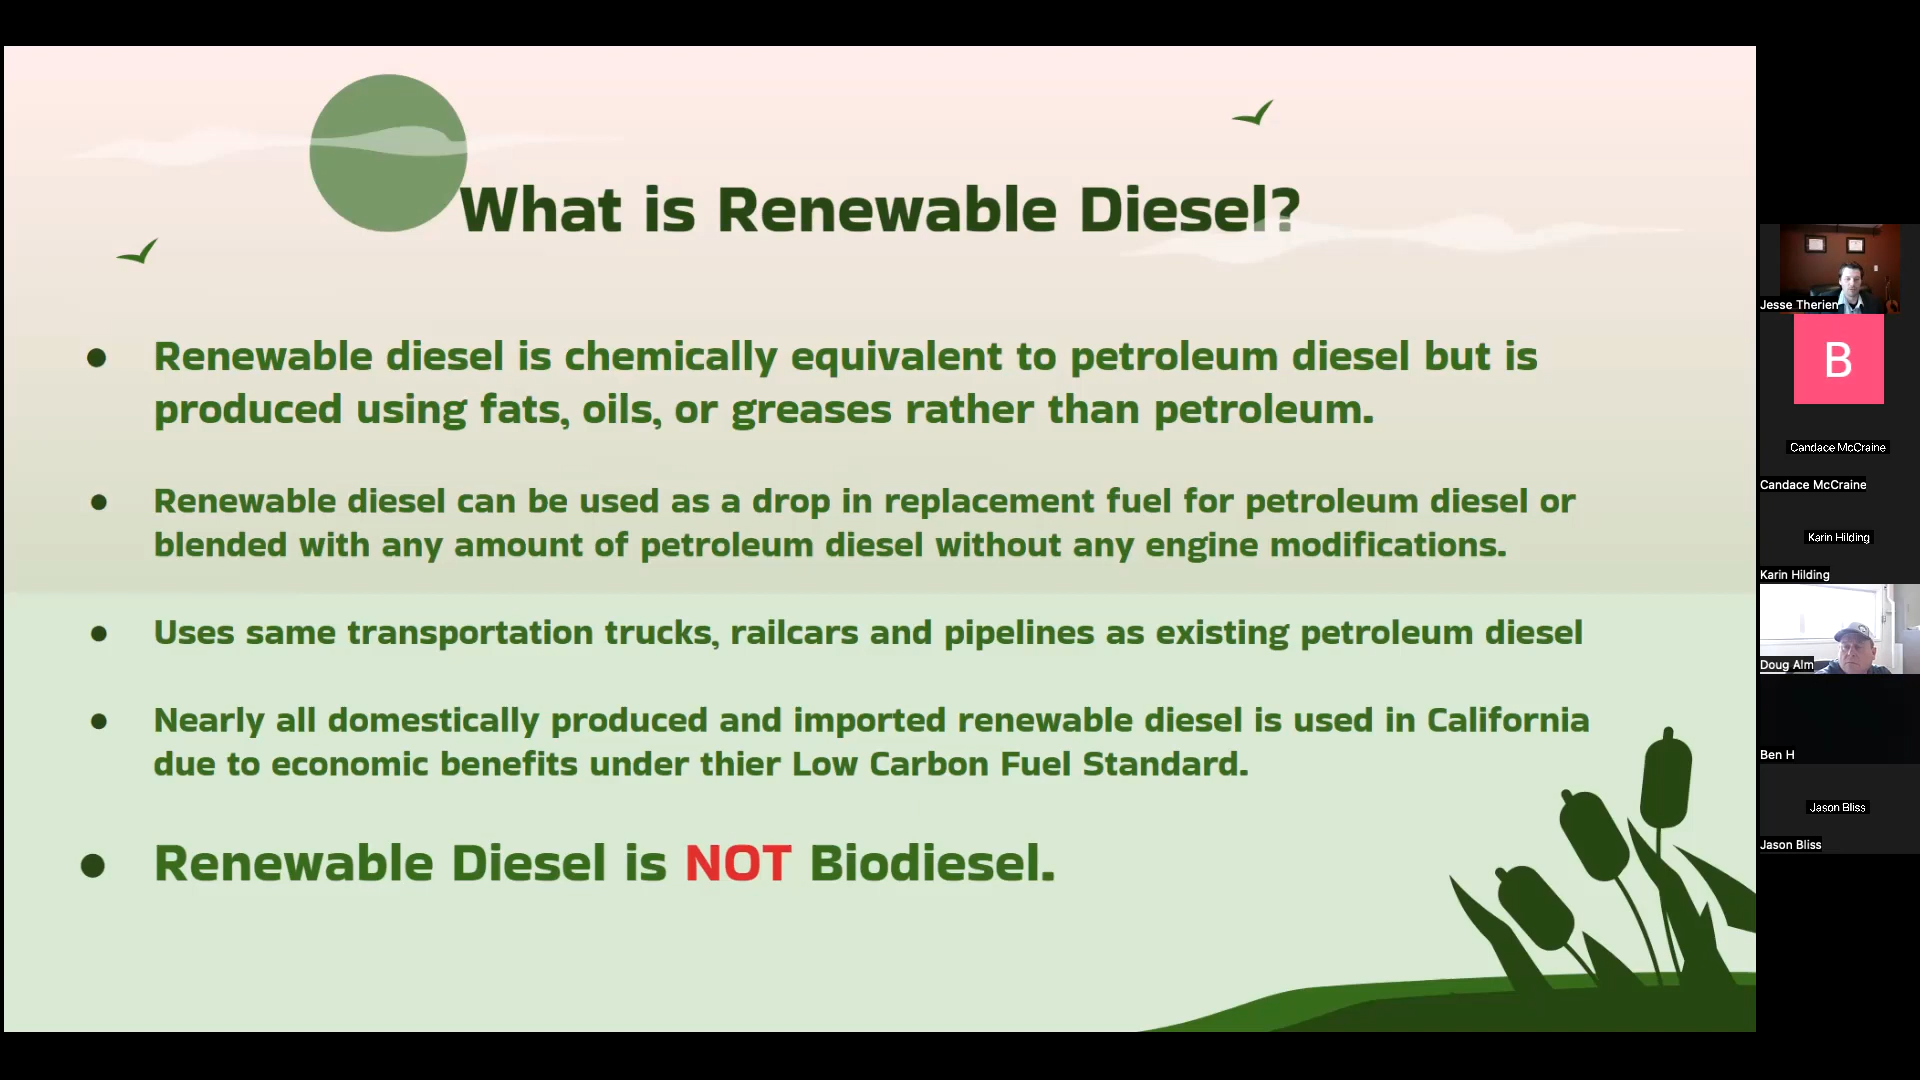 What is Renewable Diesel?
● Renewable diesel is chemically equivalent to petroleum diesel but is
produced using fats, oils, or greases rather than petroleum.
● Renewable diesel can be used as a drop in replacement fuel for petroleum diesel or
blended with any amount of petroleum diesel without any engine modifications.
● Uses same transportation trucks, railcars and pipelines as existing petroleum diesel
● Nearly all domestically produced and imported renewable diesel is used in California
due to economic benefits under thier Low Carbon Fuel Standard.
● Renewable Diesel is NOT Biodiesel.
Jesse Therien
B
Candace McCraine
Candace McCraine
Karin Hilding
Karin Hilding
Doug Alm
Ben H
Jason Bliss
Jason Bliss